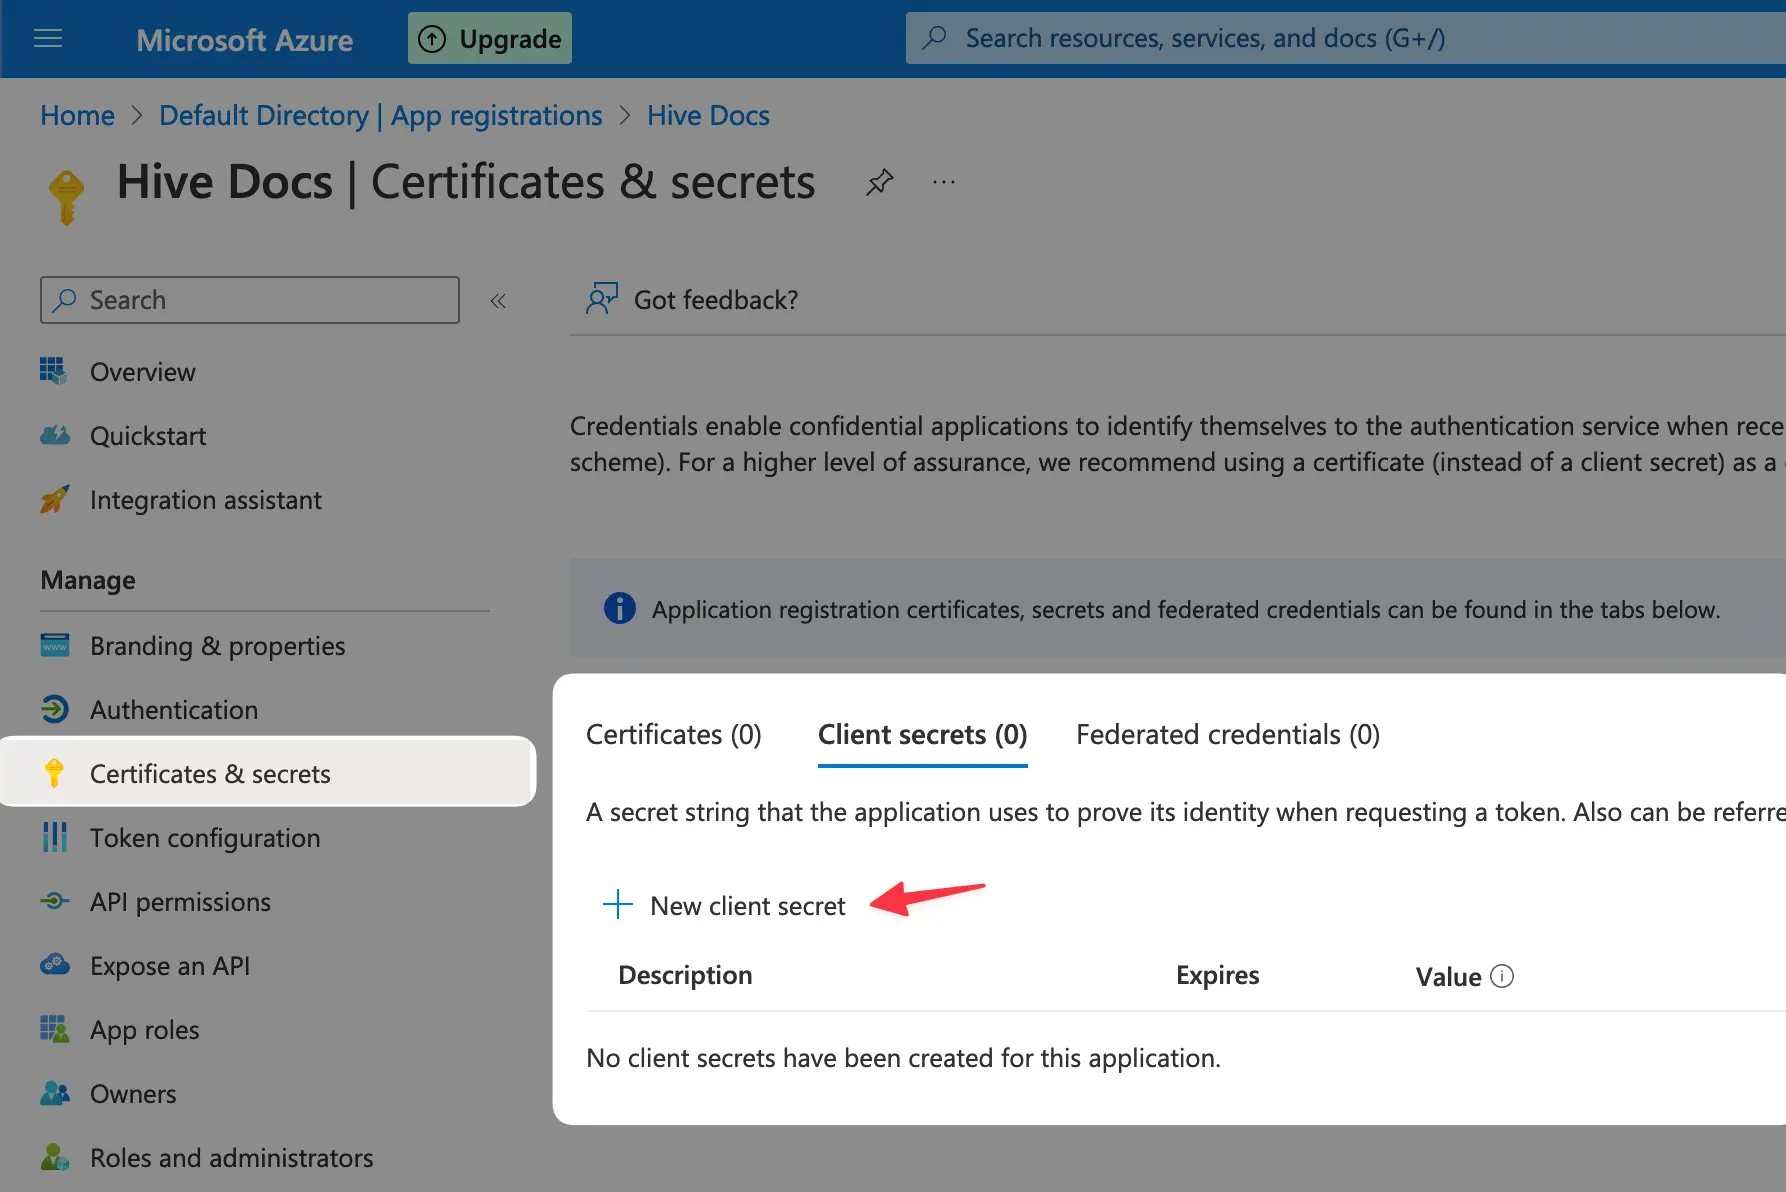 Microsoft Azure
Upgrade
Search resources, services, and docs (G+/)
Home > Default Directory | App registrations > Hive Docs
Hive Docs | Certificates & secrets
...
Search
«
Got feedback?
Overview
Quickstart
Integration assistant
Manage
Branding & properties
Authentication
Certificates & secrets
Token configuration
API permissions
Expose an API
App roles
Owners
Roles and administrators
Credentials enable confidential applications to identify themselves to the authentication service when rece
scheme). For a higher level of assurance, we recommend using a certificate (instead of a client secret) as a
Application registration certificates, secrets and federated credentials can be found in the tabs below.
Certificates (0) Client secrets (0) Federated credentials (0)
A secret string that the application uses to prove its identity when requesting a token. Also can be referre
New client secret
Description Expires Value
No client secrets have been created for this application.